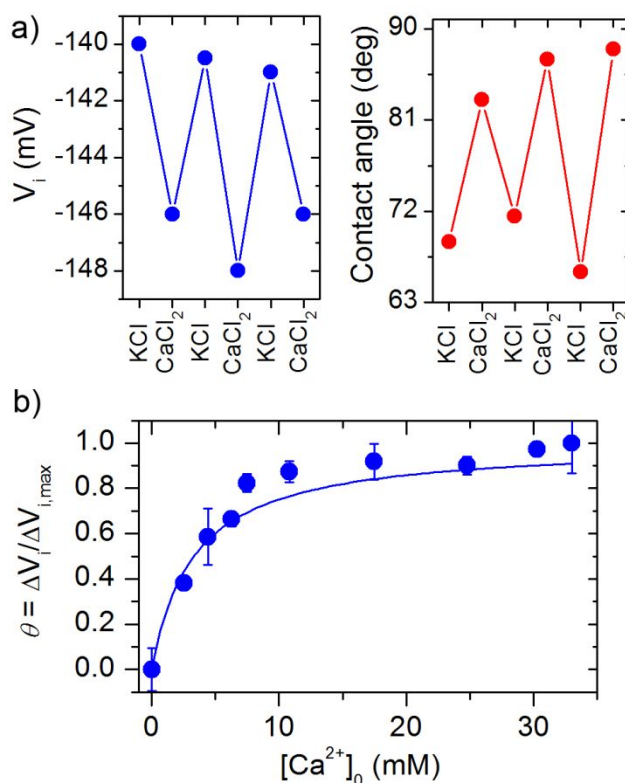 a)
-140
-142
-144
-146
-148
V_i (mV)
KCl
CaCl_2
KCl
CaCl_2
KCl
CaCl_2
90
81
72
63
Contact angle (deg)
KCl
CaCl_2
KCl
CaCl_2
KCl
CaCl_2
b)
1.0
0.8
0.6
0.4
0.2
0.0
θ = ΔV_i/ΔV_i,max
0
10
20
30
[Ca^2+]_0 (mM)